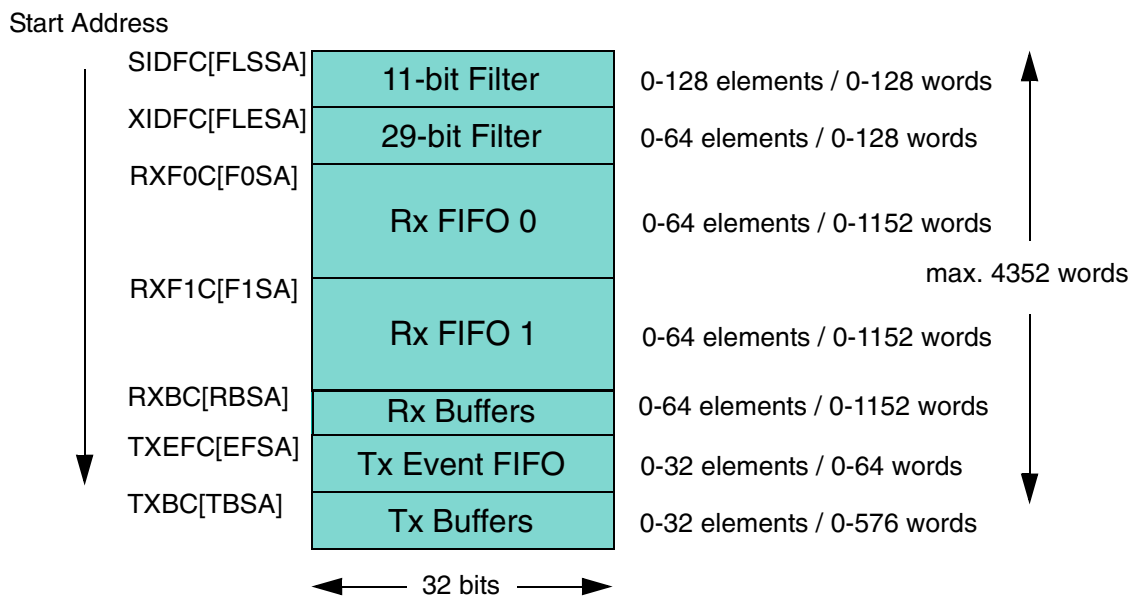 Start Address
SIDFC[FLSSA]
11-bit Filter
0-128 elements / 0-128 words
XIDFC[FLESA]
29-bit Filter
0-64 elements / 0-128 words
RXF0C[F0SA]
Rx FIFO 0
0-64 elements / 0-1152 words
max. 4352 words
RXF1C[F1SA]
Rx FIFO 1
0-64 elements / 0-1152 words
RXBC[RBSA]
Rx Buffers
0-64 elements / 0-1152 words
TXEFC[EFSA]
Tx Event FIFO
0-32 elements / 0-64 words
TXBC[TBSA]
Tx Buffers
0-32 elements / 0-576 words
32 bits